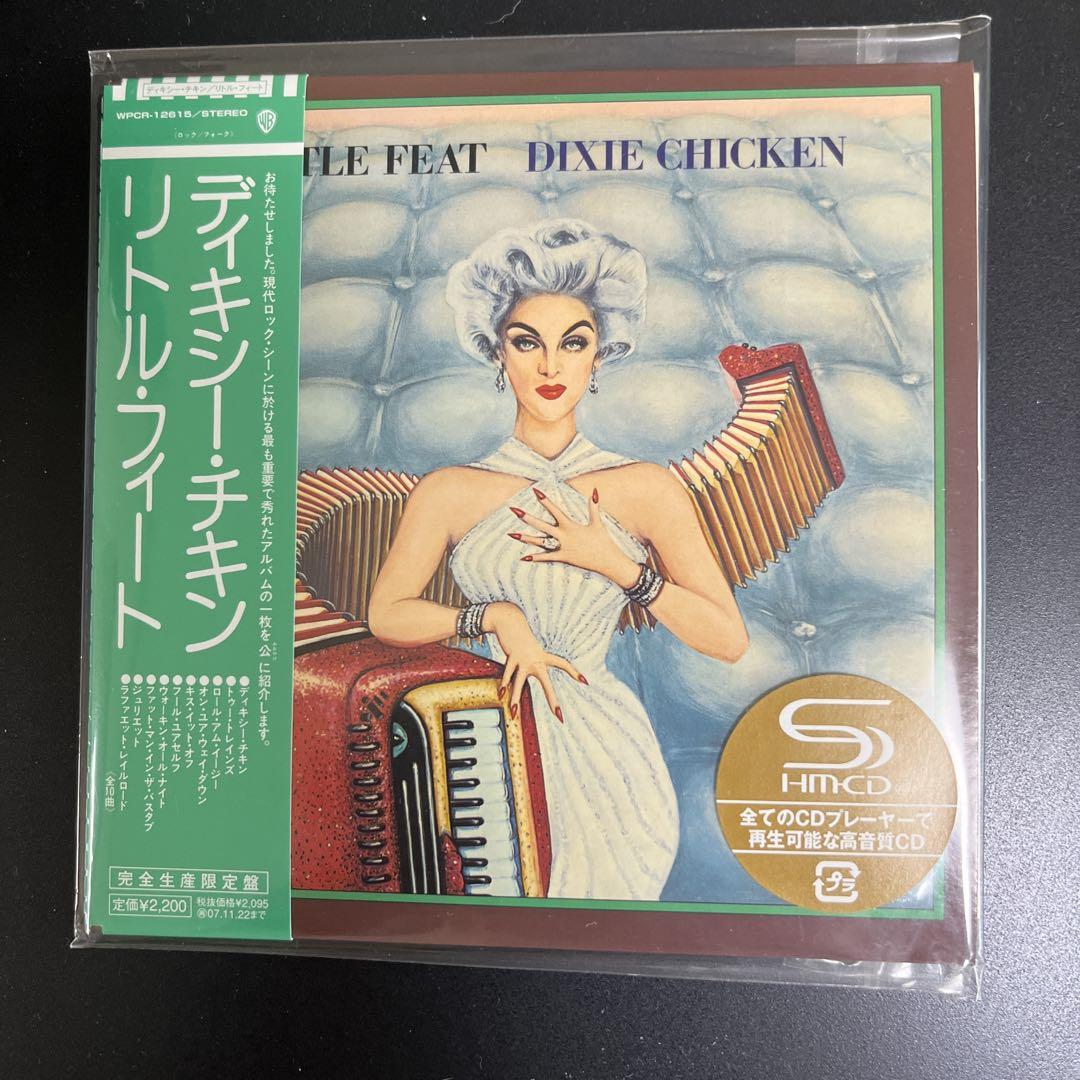 ディキシー・チキン/リトル・フィート
WPCR-12615/STEREO
WB
(ロック/フォーク)
ディキシー・チキン
リトル・フィート
お待たせしました。現代ロック・シーンに於ける最も重要で秀れたアルバムの一枚を公に紹介します。
●ディキシー・チキン
●トゥー・トレインズ
●ロール・アム・イージー
●オン・ユア・ウェイ・ダウン
●キス・イット・オフ
●フール・ユアセルフ
●ウォーキン・オール・ナイト
●ファット・マン・イン・ザ・バスタブ
●ジュリエット
●ラファエット・レイルロード
〈全10曲〉
完全生産限定盤
定価¥2,200
税抜価格¥2,095
再07.11.22まで
TLE FEAT DIXIE CHICKEN
HM-CD
全てのCDプレーヤーで
再生可能な高音質CD
プラ